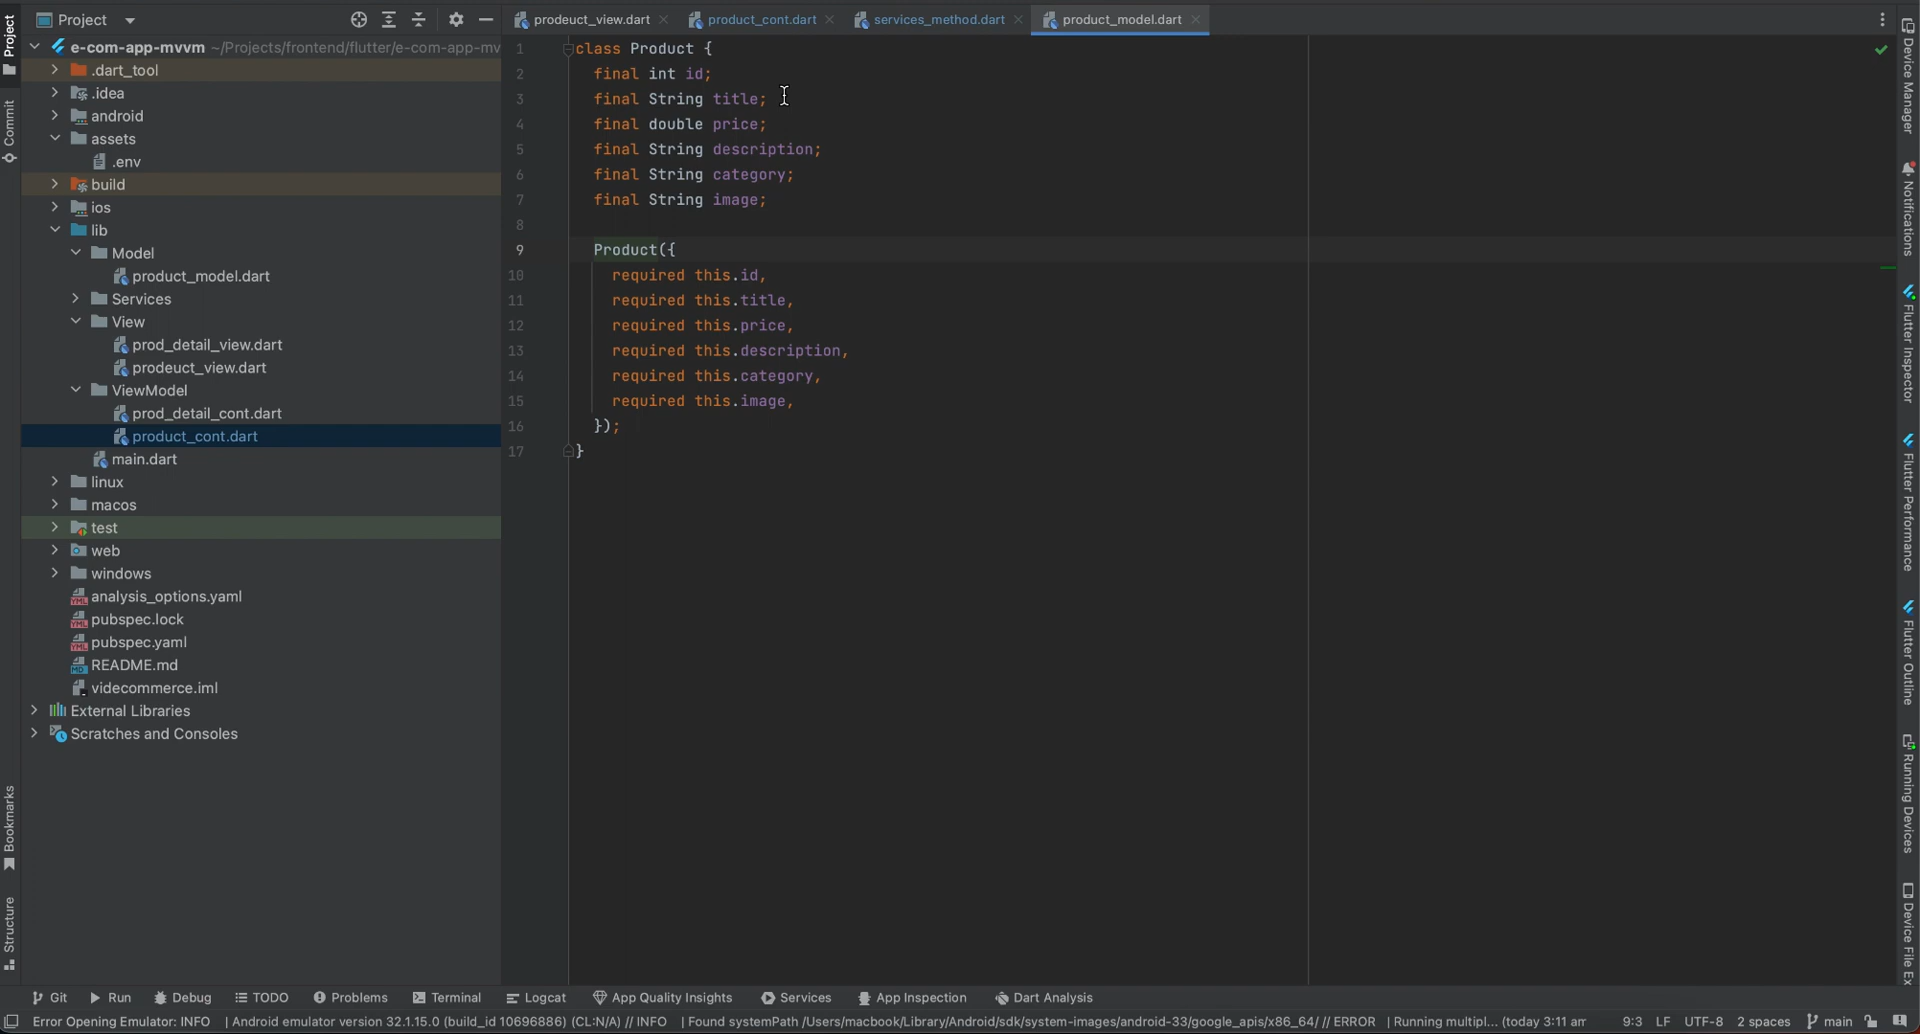 Project
prodeuct_view.dart
product_cont.dart
services_method.dart
product_model.dart
Project
Commit
Bookmarks
Structure
e-com-app-mvvm ~/Projects/frontend/flutter/e-com-app-mv
.dart_tool
.idea
android
assets
.env
build
ios
lib
Model
product_model.dart
Services
View
prod_detail_view.dart
prodeuct_view.dart
ViewModel
prod_detail_cont.dart
product_cont.dart
main.dart
linux
macos
test
web
windows
analysis_options.yaml
pubspec.lock
pubspec.yaml
README.md
videcommerce.iml
External Libraries
Scratches and Consoles
1 class Product {
2 final int id;
3 final String title;
4 final double price;
5 final String description;
6 final String category;
7 final String image;
8
9 Product({
10 required this.id,
11 required this.title,
12 required this.price,
13 required this.description,
14 required this.category,
15 required this.image,
16 });
17 }
Device Manager
Notifications
Flutter Inspector
Flutter Performance
Flutter Outline
Running Devices
Device File Ex
Git Run Debug TODO Problems Terminal Logcat App Quality Insights Services App Inspection Dart Analysis
Error Opening Emulator: INFO | Android emulator version 32.1.15.0 (build_id 10696886) (CL:N/A) // INFO | Found systemPath /Users/macbook/Library/Android/sdk/system-images/android-33/google_apis/x86_64/ // ERROR | Running multipl... (today 3:11 am 9:3 LF UTF-8 2 spaces main